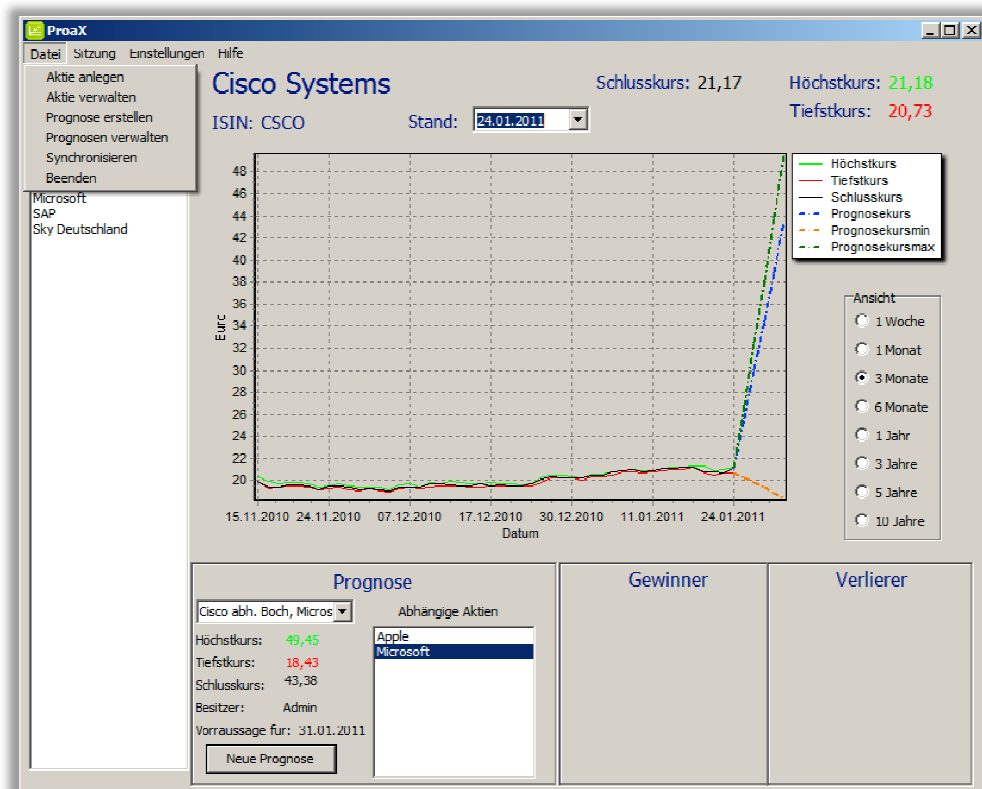 ProaX
Datei Sitzung Einstellungen Hilfe
Aktie anlegen
Aktie verwalten
Prognose erstellen
Prognosen verwalten
Synchronisieren
Beenden
Microsoft
SAP
Sky Deutschland
Cisco Systems
Schlusskurs: 21,17
Höchstkurs: 21,18
ISIN: CSCO
Stand: 24.01.2011
Tiefstkurs: 20,73
48
46
44
42
40
38
36
34
32
30
28
26
24
22
20
Euro
15.11.2010 24.11.2010 07.12.2010 17.12.2010 30.12.2010 11.01.2011 24.01.2011
Datum
Höchstkurs
Tiefstkurs
Schlusskurs
Prognosekurs
Prognosekursmin
Prognosekursmax
Ansicht
1 Woche
1 Monat
3 Monate
6 Monate
1 Jahr
3 Jahre
5 Jahre
10 Jahre
Prognose
Cisco abh. Boch, Micros
Abhängige Aktien
Höchstkurs: 49,45
Tiefstkurs: 18,43
Schlusskurs: 43,38
Besitzer: Admin
Vorraussage für: 31.01.2011
Neue Prognose
Apple
Microsoft
Gewinner
Verlierer